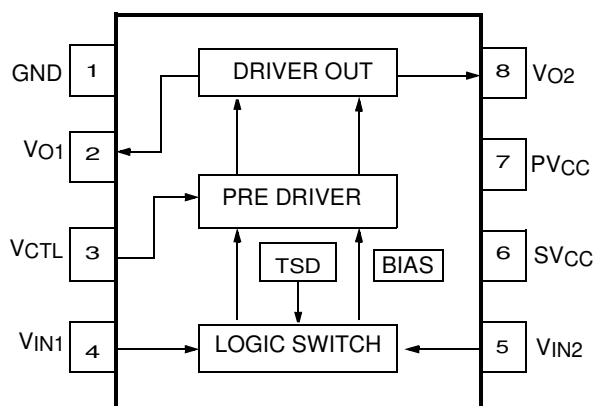 GND 1 DRIVER OUT 8 VO2
VO1 2 7 PVCC
PRE DRIVER
VCTL 3 TSD BIAS 6 SVCC
VIN1 4 LOGIC SWITCH 5 VIN2